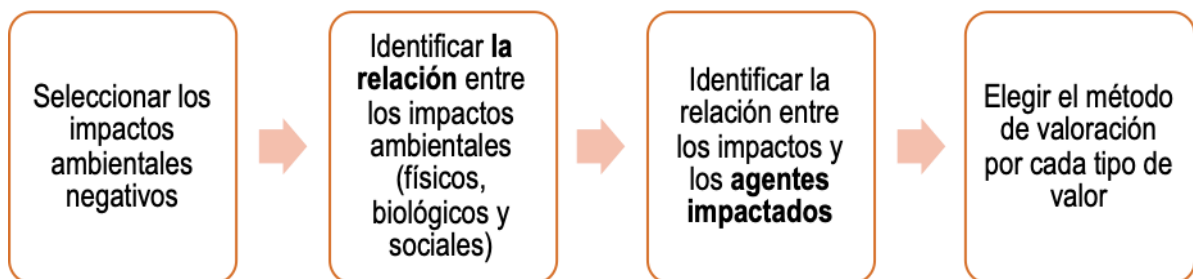 Seleccionar los
impactos
ambientales
negativos
Identificar la
relación entre
los impactos
ambientales
(físicos,
biológicos y
sociales)
Identificar la
relación entre
los impactos y
los agentes
impactados
Elegir el método
de valoración
por cada tipo de
valor